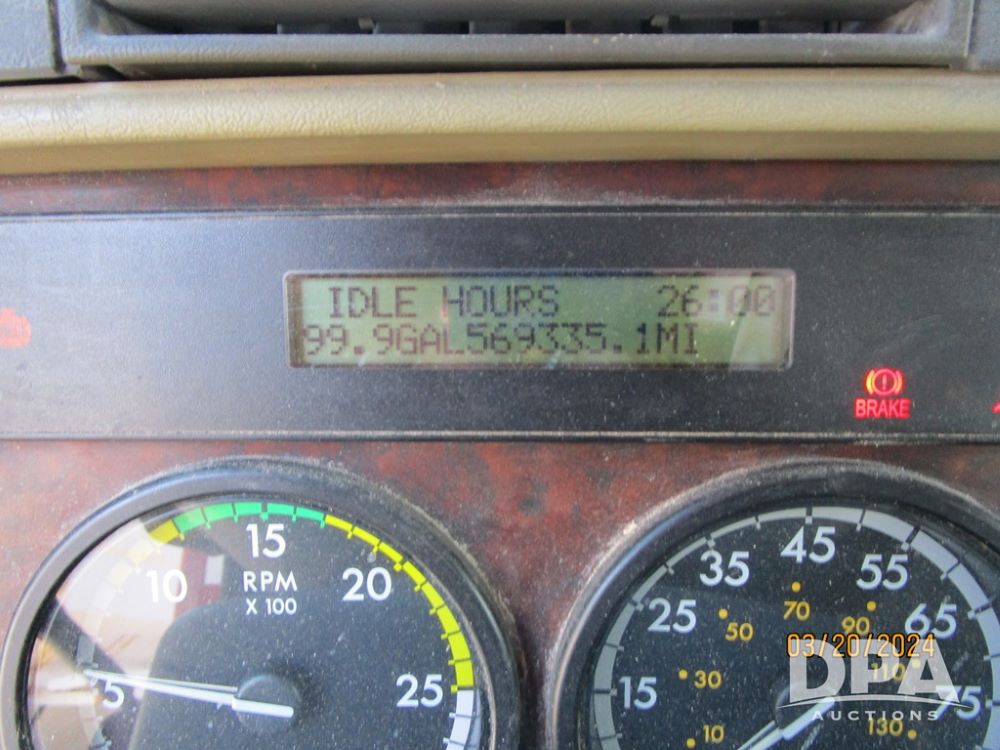 IDLE HOURS 26:00
99.9GAL569335.1MI
BRAKE
5 10 15 20 25
RPM
X 100
15 25 35 45 55 65 75
10 30 50 70 90 110 130
03/20/2024
DPA
AUCTIONS